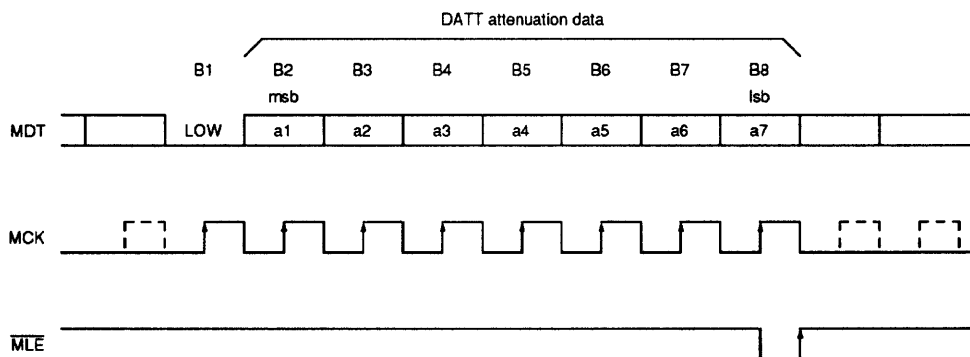 DATT attenuation data
B1 B2 B3 B4 B5 B6 B7 B8
msb lsb
MDT LOW a1 a2 a3 a4 a5 a6 a7
MCK
MLE